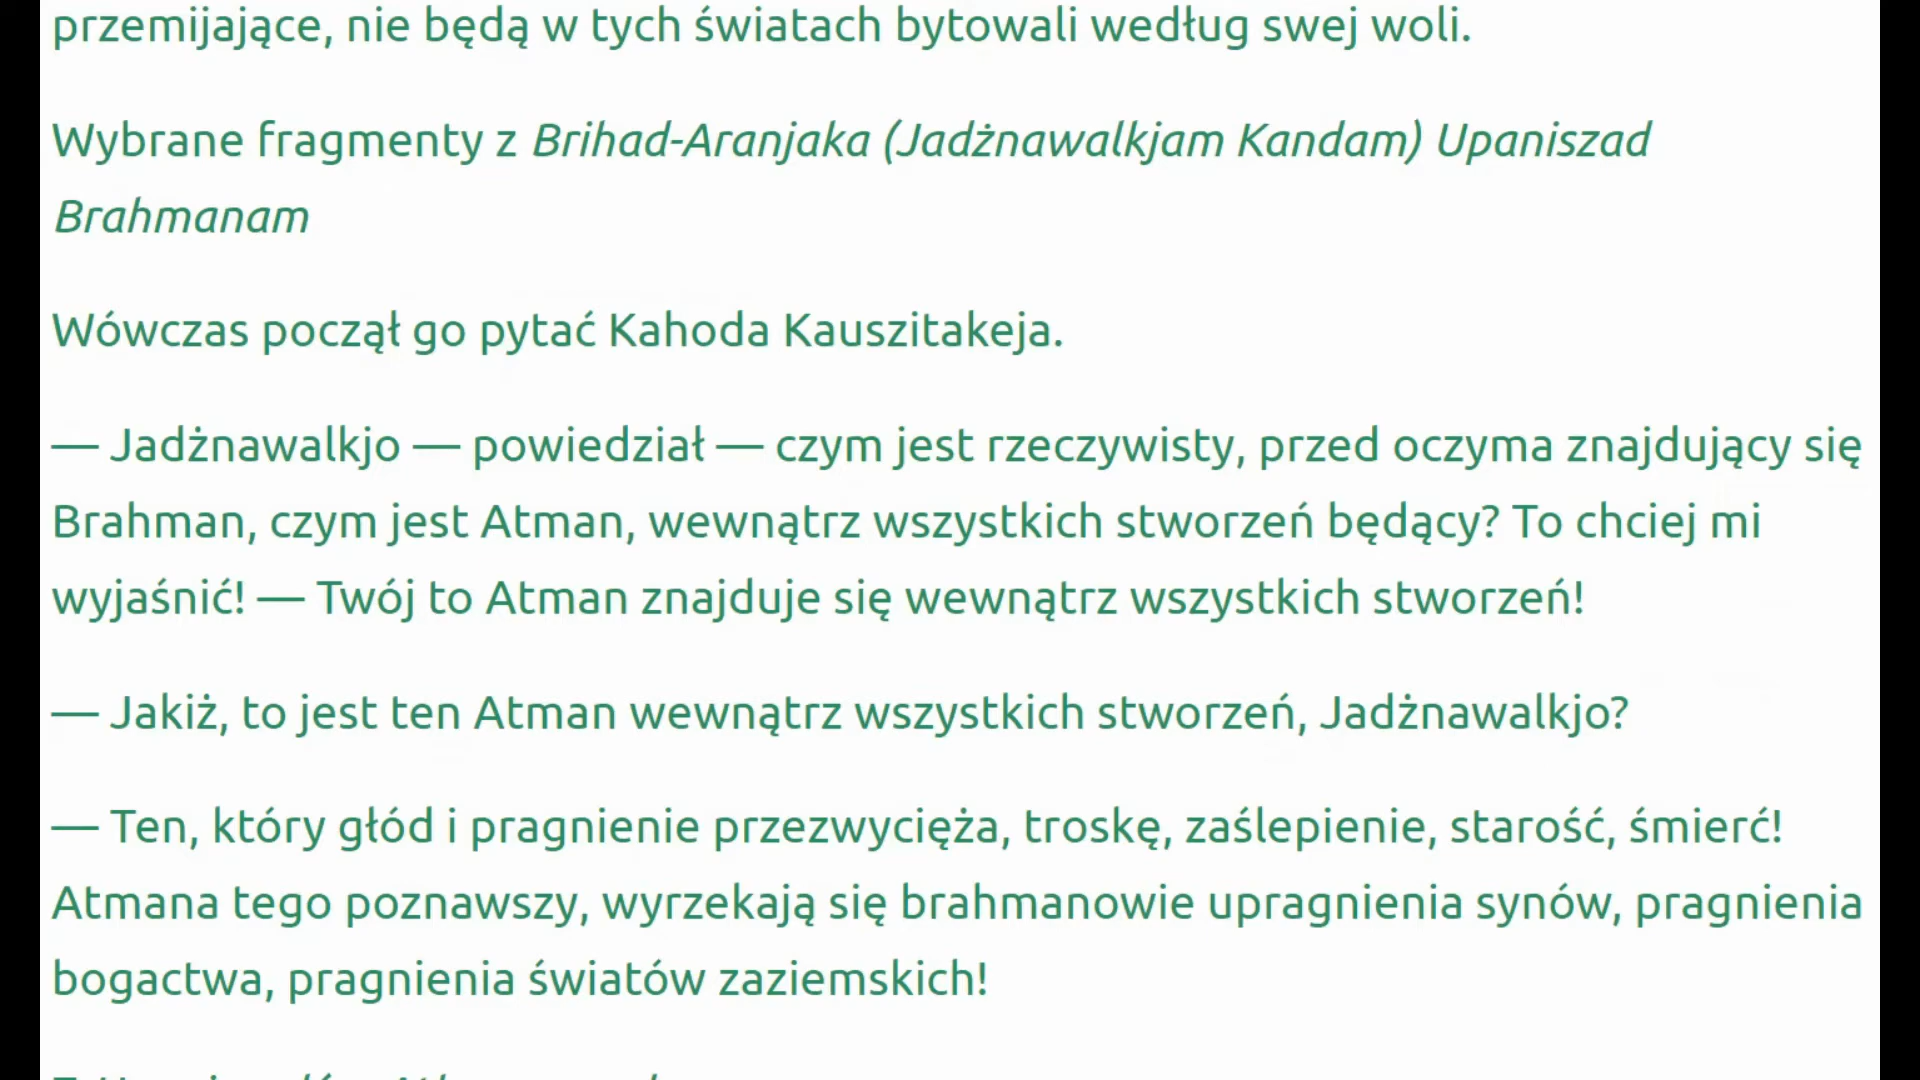 przemijające, nie będą w tych światach bytowali według swej woli.
Wybrane fragmenty z Brihad-Aranjaka (Jadżnawalkjam Kandam) Upaniszad
Brahmanam
Wówczas począł go pytać Kahoda Kauszitakeja.
— Jadżnawalkjo — powiedział — czym jest rzeczywisty, przed oczyma znajdujący się
Brahman, czym jest Atman, wewnątrz wszystkich stworzeń będący? To chciej mi
wyjaśnić! — Twój to Atman znajduje się wewnątrz wszystkich stworzeń!
— Jakiż, to jest ten Atman wewnątrz wszystkich stworzeń, Jadżnawalkjo?
— Ten, który głód i pragnienie przezwycięża, troskę, zaślepienie, starość, śmierć!
Atmana tego poznawszy, wyrzekają się brahmanowie upragnienia synów, pragnienia
bogactwa, pragnienia światów zaziemskich!